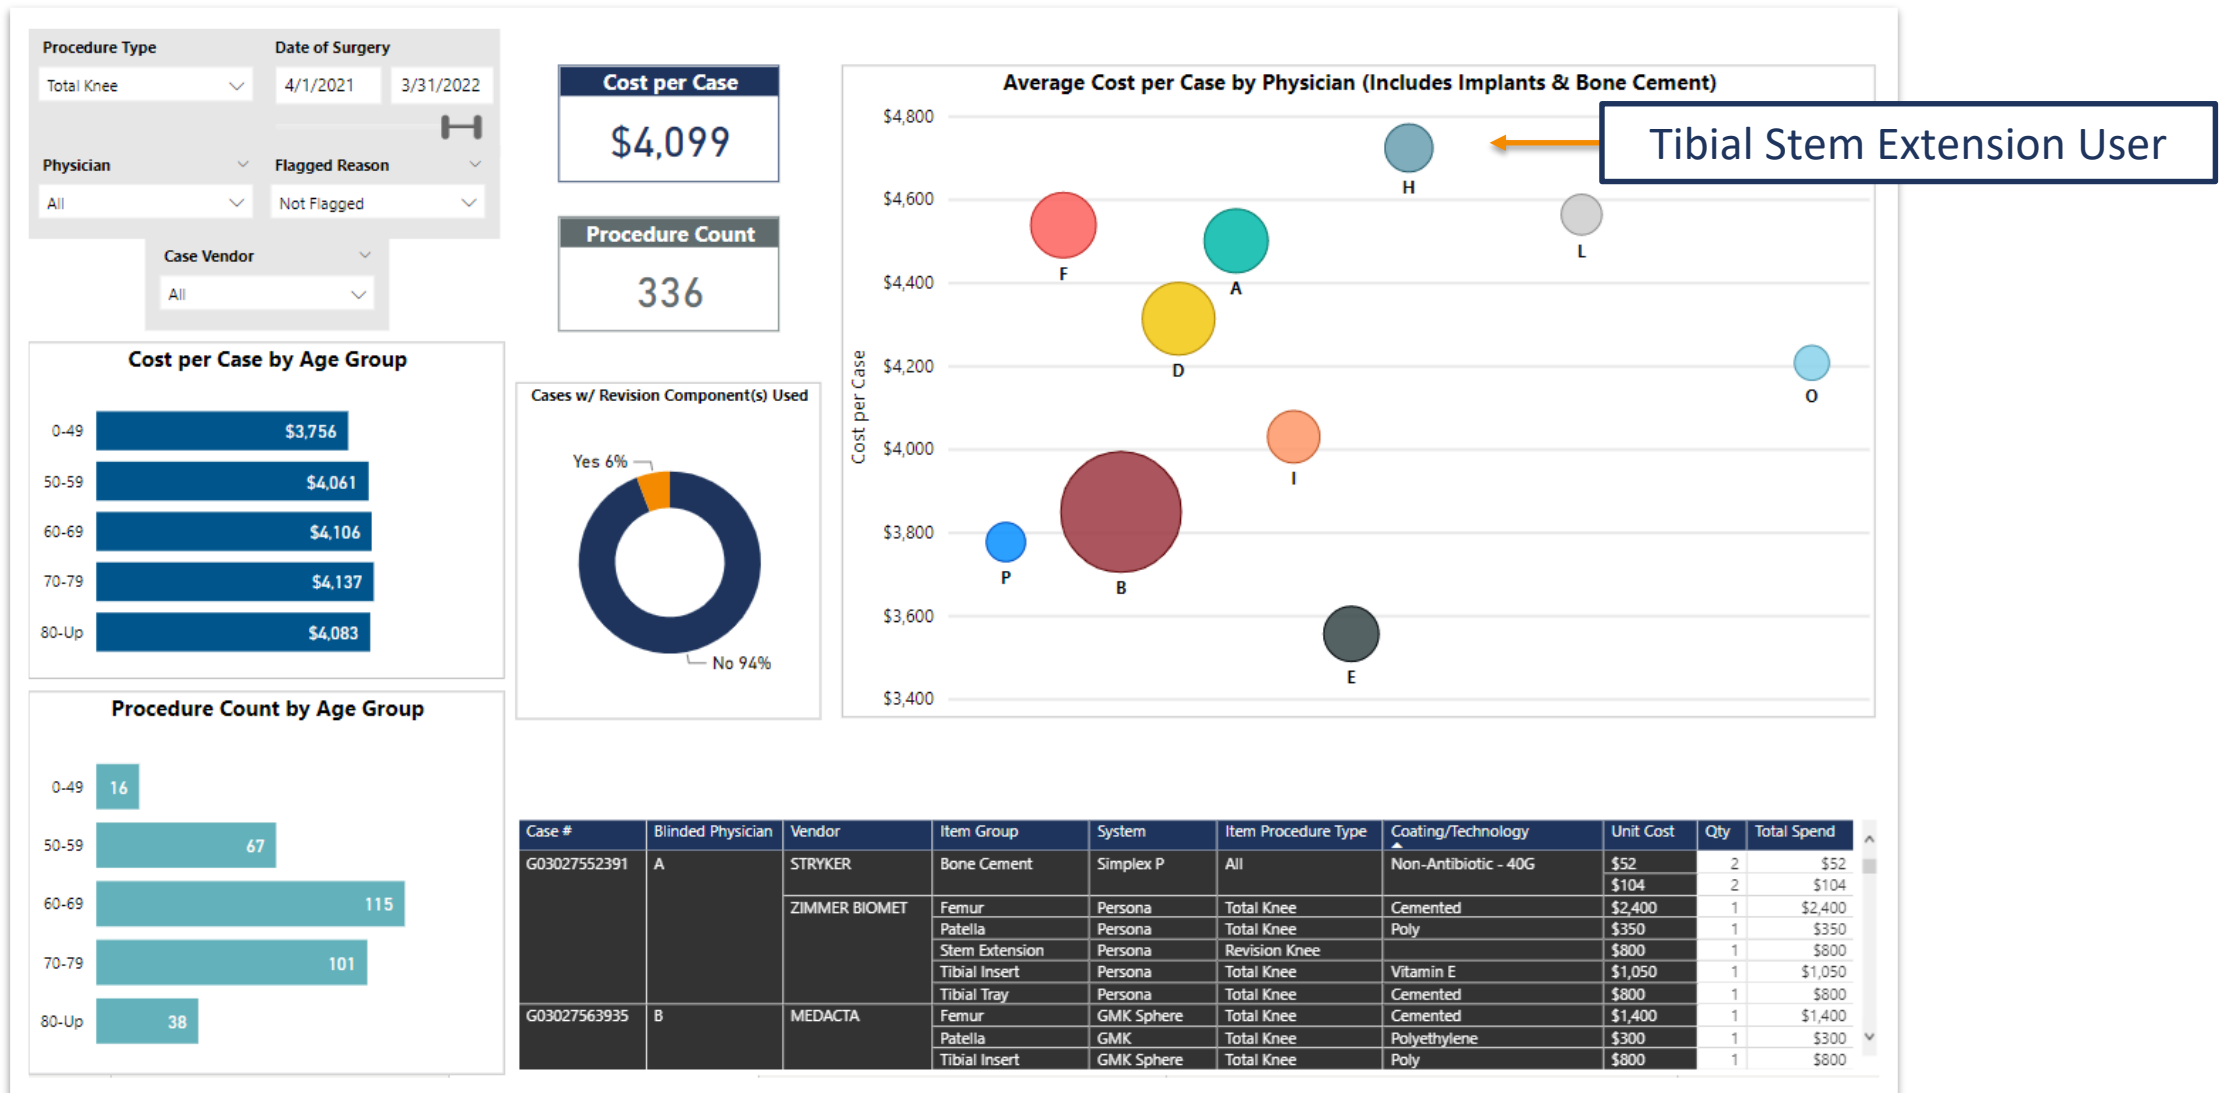 Procedure Type
Date of Surgery
Total Knee
4/1/2021
3/31/2022
Physician
Flagged Reason
All
Not Flagged
Case Vendor
All
Cost per Case
$4,099
Procedure Count
336
Cost per Case by Age Group
0-49 $3,756
50-59 $4,061
60-69 $4,106
70-79 $4,137
80-Up $4,083
Procedure Count by Age Group
0-49 16
50-59 67
60-69 115
70-79 101
80-Up 38
Cases w/ Revision Component(s) Used
Yes 6%
No 94%
Average Cost per Case by Physician (Includes Implants & Bone Cement)
Cost per Case
$4,800
$4,600
$4,400
$4,200
$4,000
$3,800
$3,600
$3,400
H
L
F
A
D
O
I
P
B
E
Tibial Stem Extension User
Case # Blinded Physician Vendor Item Group System Item Procedure Type Coating/Technology Unit Cost Qty Total Spend
G03027552391 A STRYKER Bone Cement Simplex P All Non-Antibiotic - 40G $52 2 $52
$104 2 $104
ZIMMER BIOMET Femur Persona Total Knee Cemented $2,400 1 $2,400
Patella Persona Total Knee Poly $350 1 $350
Stem Extension Persona Revision Knee $800 1 $800
Tibial Insert Persona Total Knee Vitamin E $1,050 1 $1,050
Tibial Tray Persona Total Knee Cemented $800 1 $800
G03027563935 B MEDACTA Femur GMK Sphere Total Knee Cemented $1,400 1 $1,400
Patella GMK Total Knee Polyethylene $300 1 $300
Tibial Insert GMK Sphere Total Knee Poly $800 1 $800